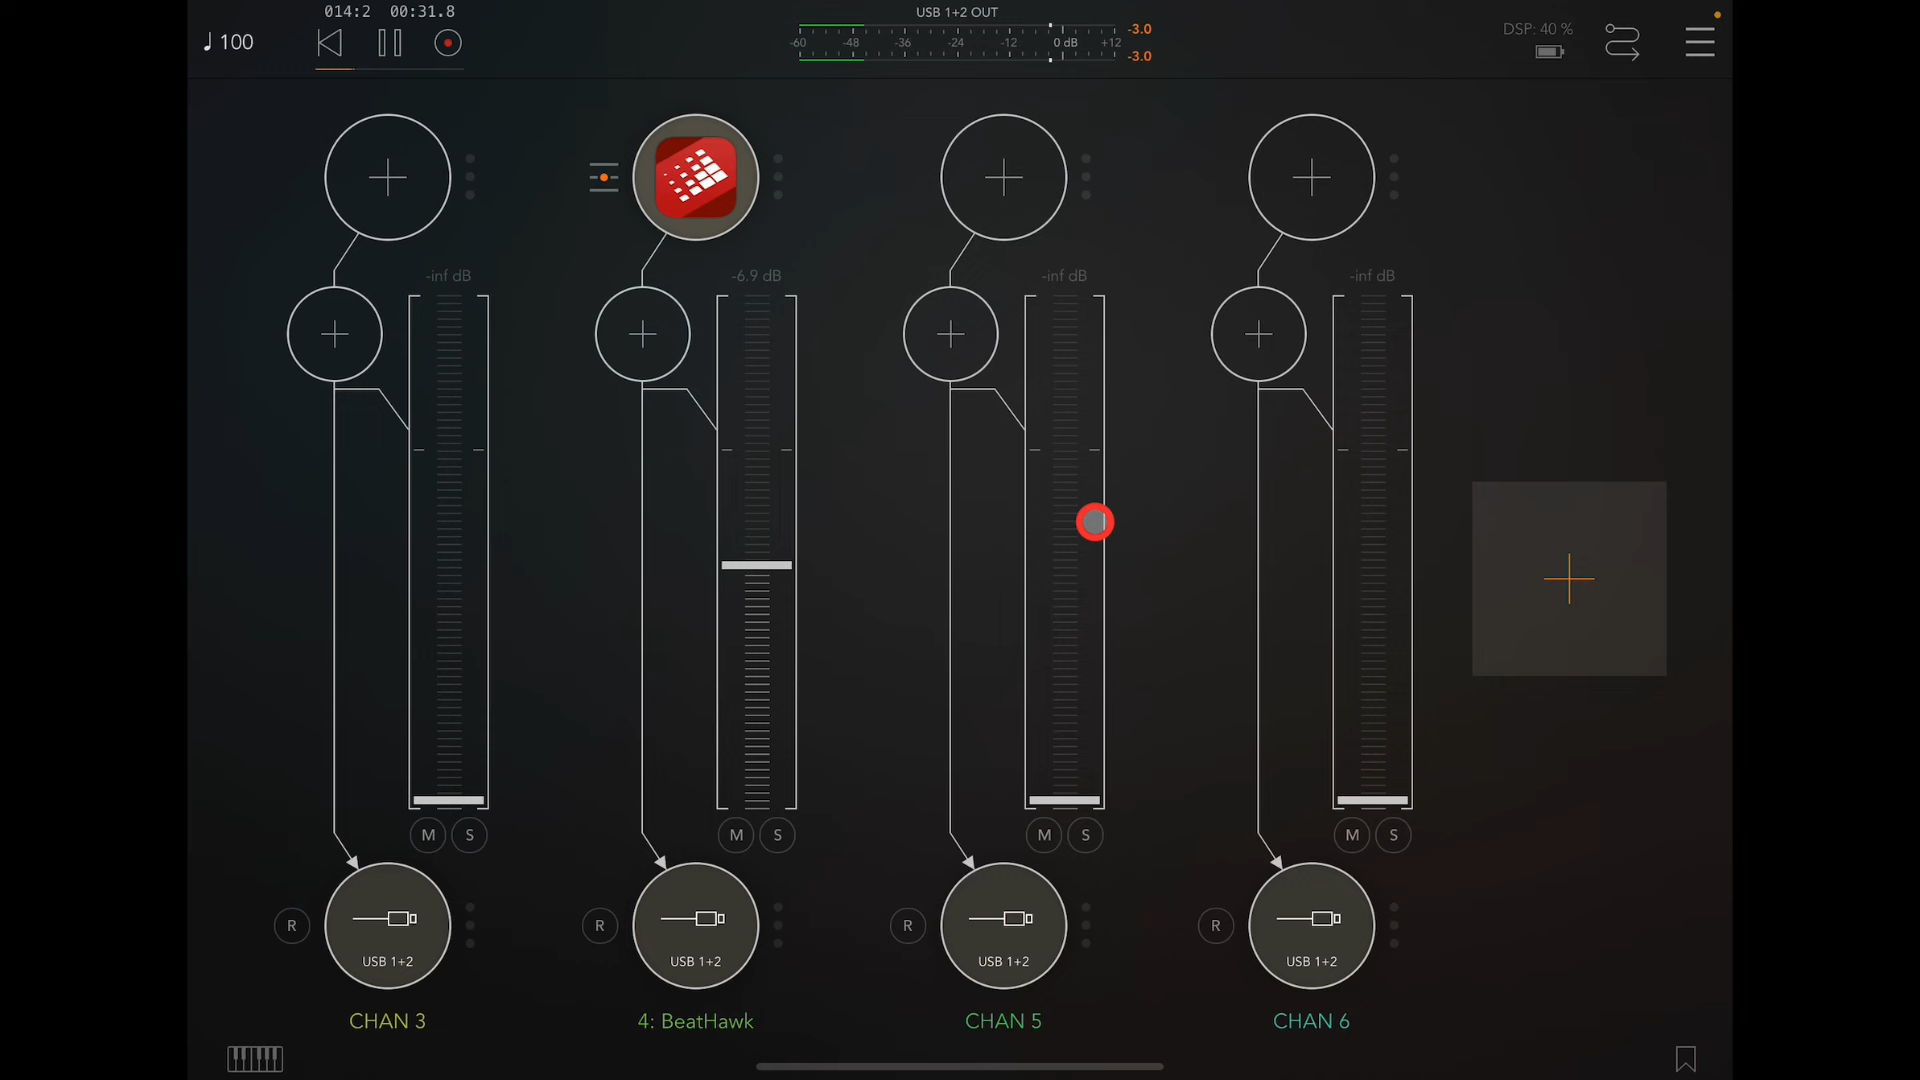 014:2 00:31.8
USB 1+2 OUT
♩ 100
-60 -48 -36 -24 -12 0 dB +12
-3.0
-3.0
DSP: 40 %
-inf dB
-6.9 dB
-inf dB
-inf dB
M S
M S
M S
M S
R
R
R
R
USB 1+2
USB 1+2
USB 1+2
USB 1+2
CHAN 3
4: BeatHawk
CHAN 5
CHAN 6